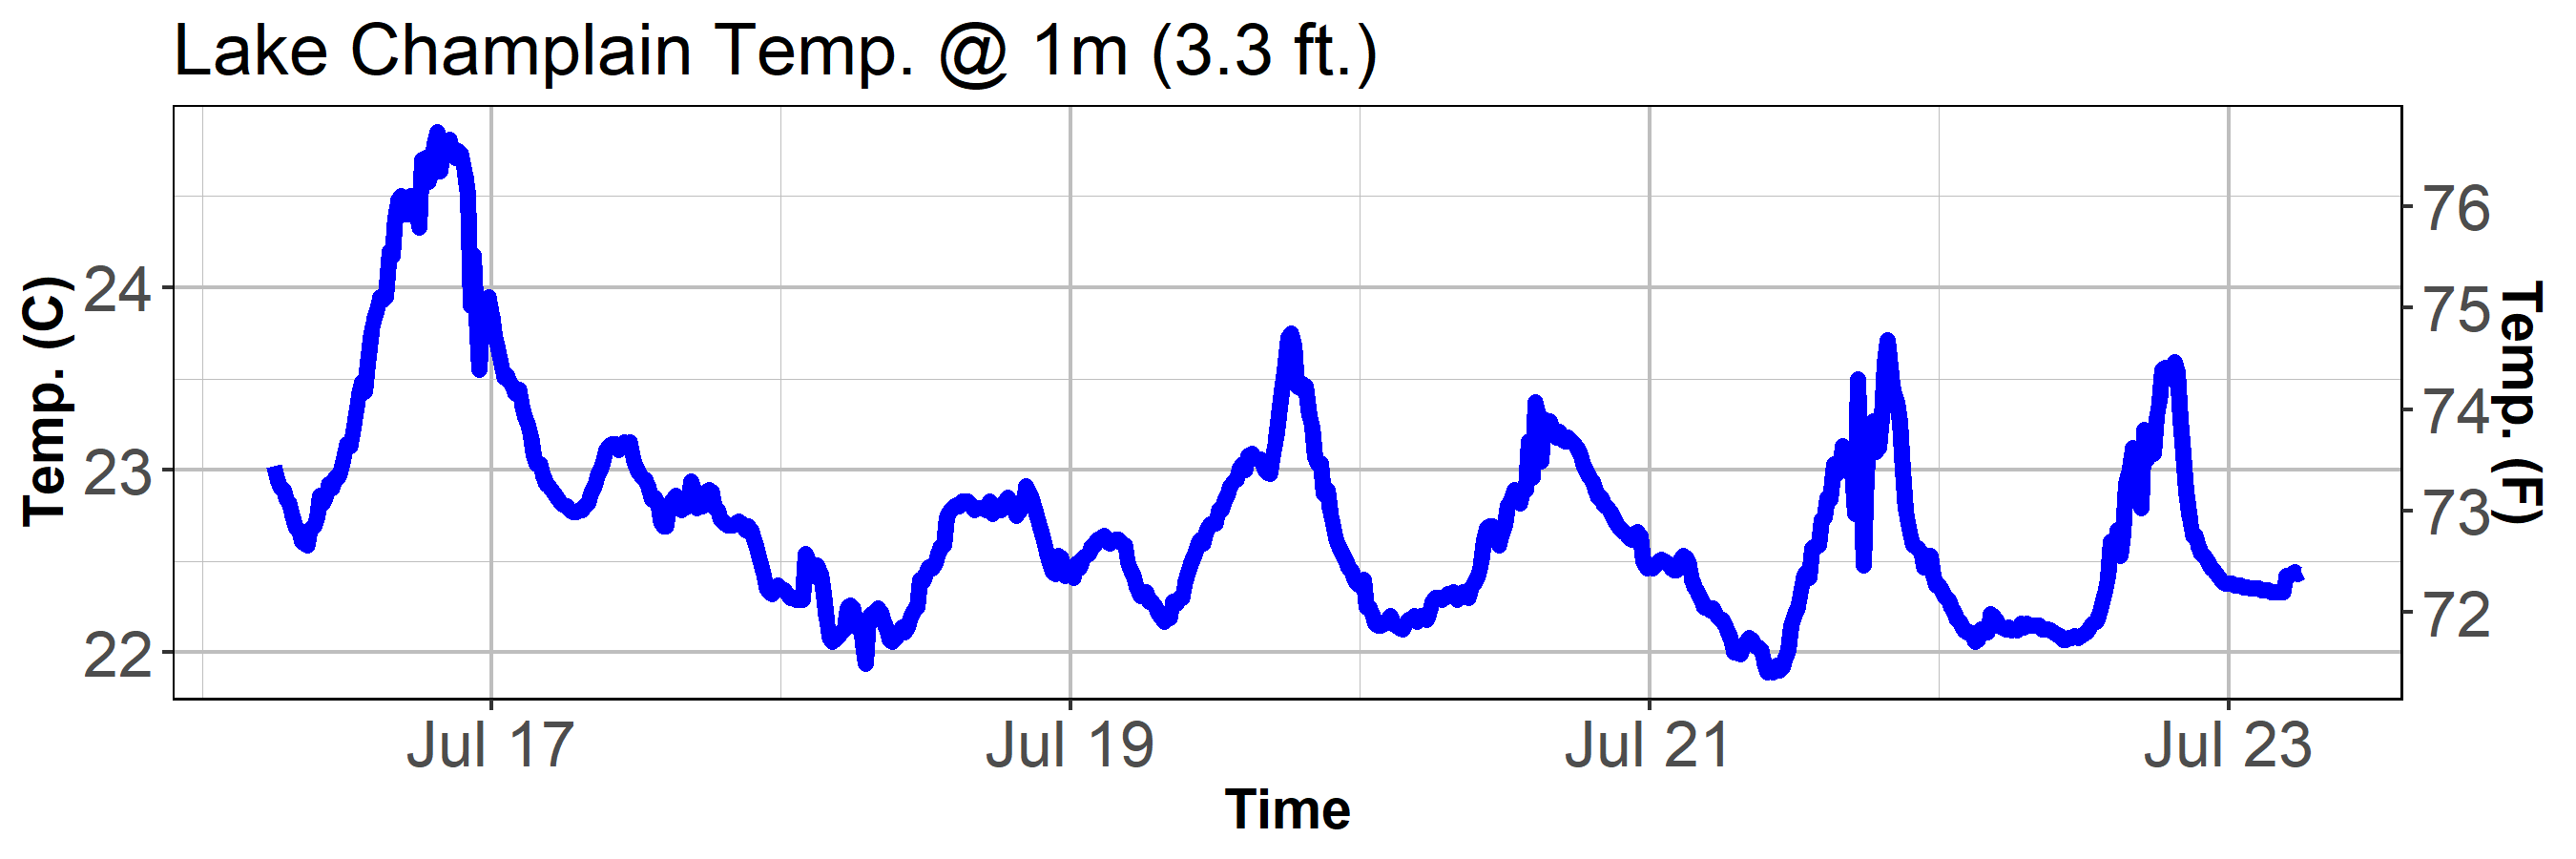 Lake Champlain Temp. @ 1m (3.3 ft.)
Temp. (C)
24
23
22
76
75
74
73
72
Temp. (F)
Jul 17
Jul 19
Jul 21
Jul 23
Time